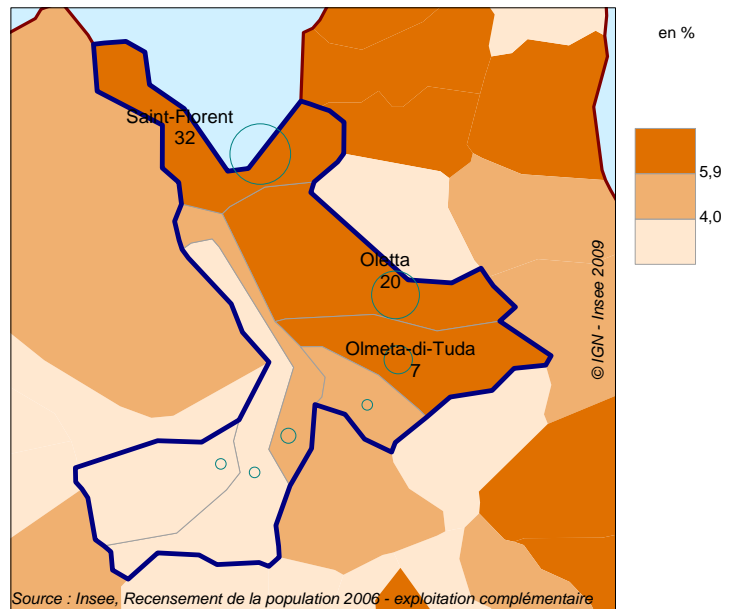 en %
Saint-Florent
32
5,9
4,0
Oletta
20
Olmeta-di-Tuda
7
© IGN - Insee 2009
Source : Insee, Recensement de la population 2006 - exploitation complémentaire